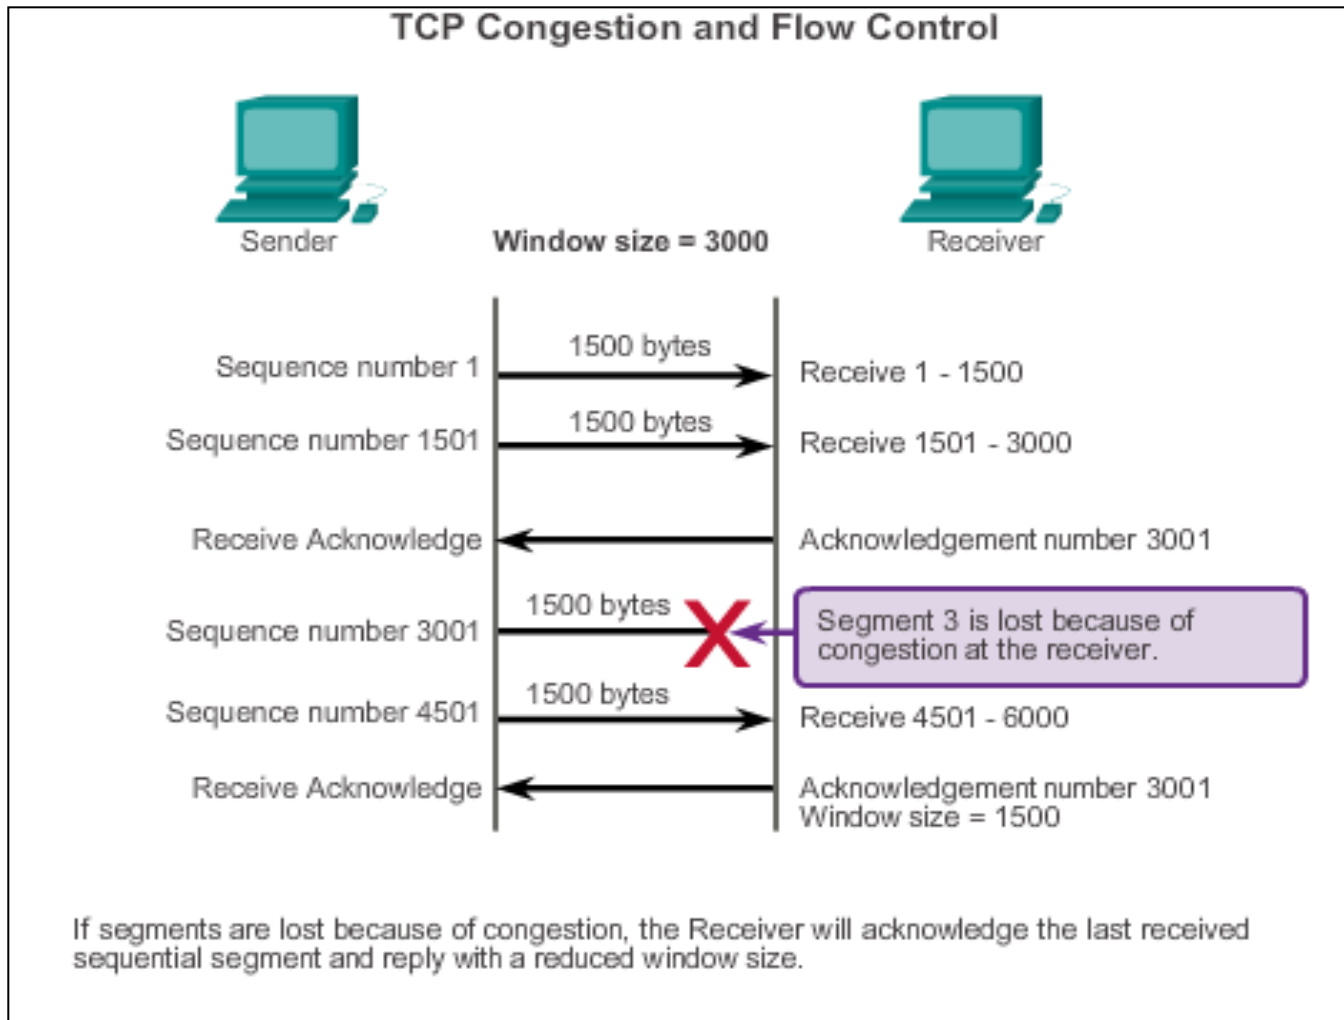 TCP Congestion and Flow Control
Sender
Window size = 3000
Receiver
Sequence number 1
1500 bytes
Receive 1 - 1500
Sequence number 1501
1500 bytes
Receive 1501 - 3000
Receive Acknowledge
Acknowledgement number 3001
Sequence number 3001
1500 bytes
Segment 3 is lost because of
congestion at the receiver.
Sequence number 4501
1500 bytes
Receive 4501 - 6000
Receive Acknowledge
Acknowledgement number 3001
Window size = 1500
If segments are lost because of congestion, the Receiver will acknowledge the last received
sequential segment and reply with a reduced window size.